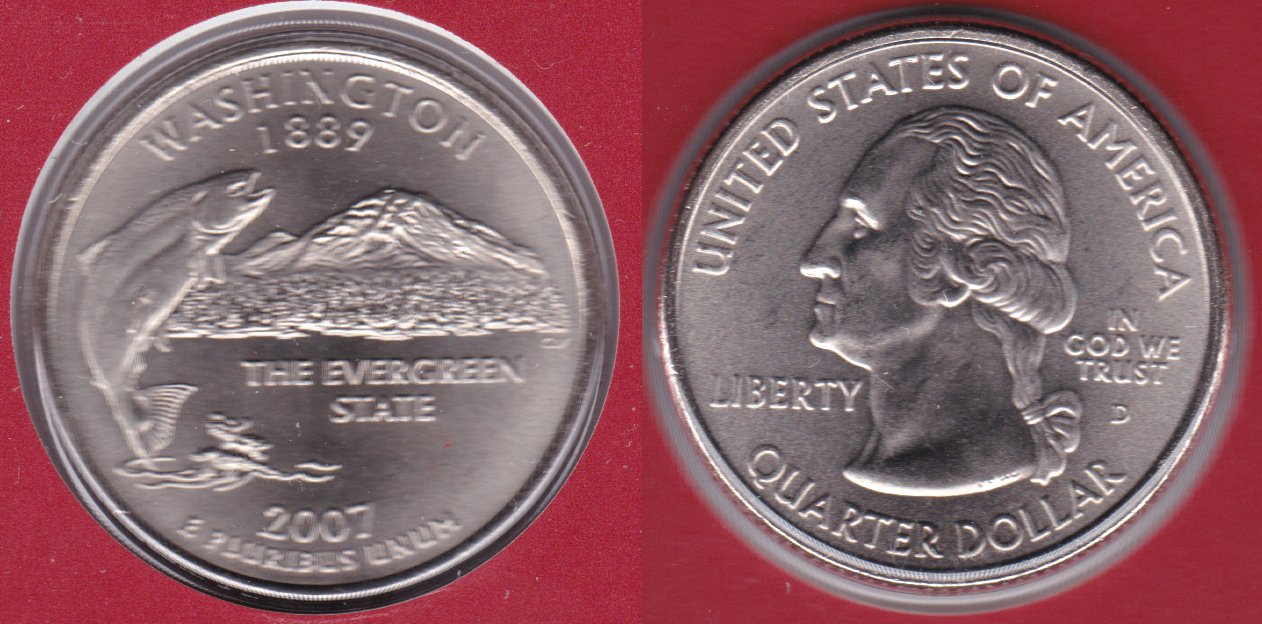 WASHINGTON
1889
THE EVERGREEN
STATE
2007
E PLURIBUS UNUM
UNITED STATES OF AMERICA
LIBERTY
IN
GOD WE
TRUST
D
QUARTER DOLLAR